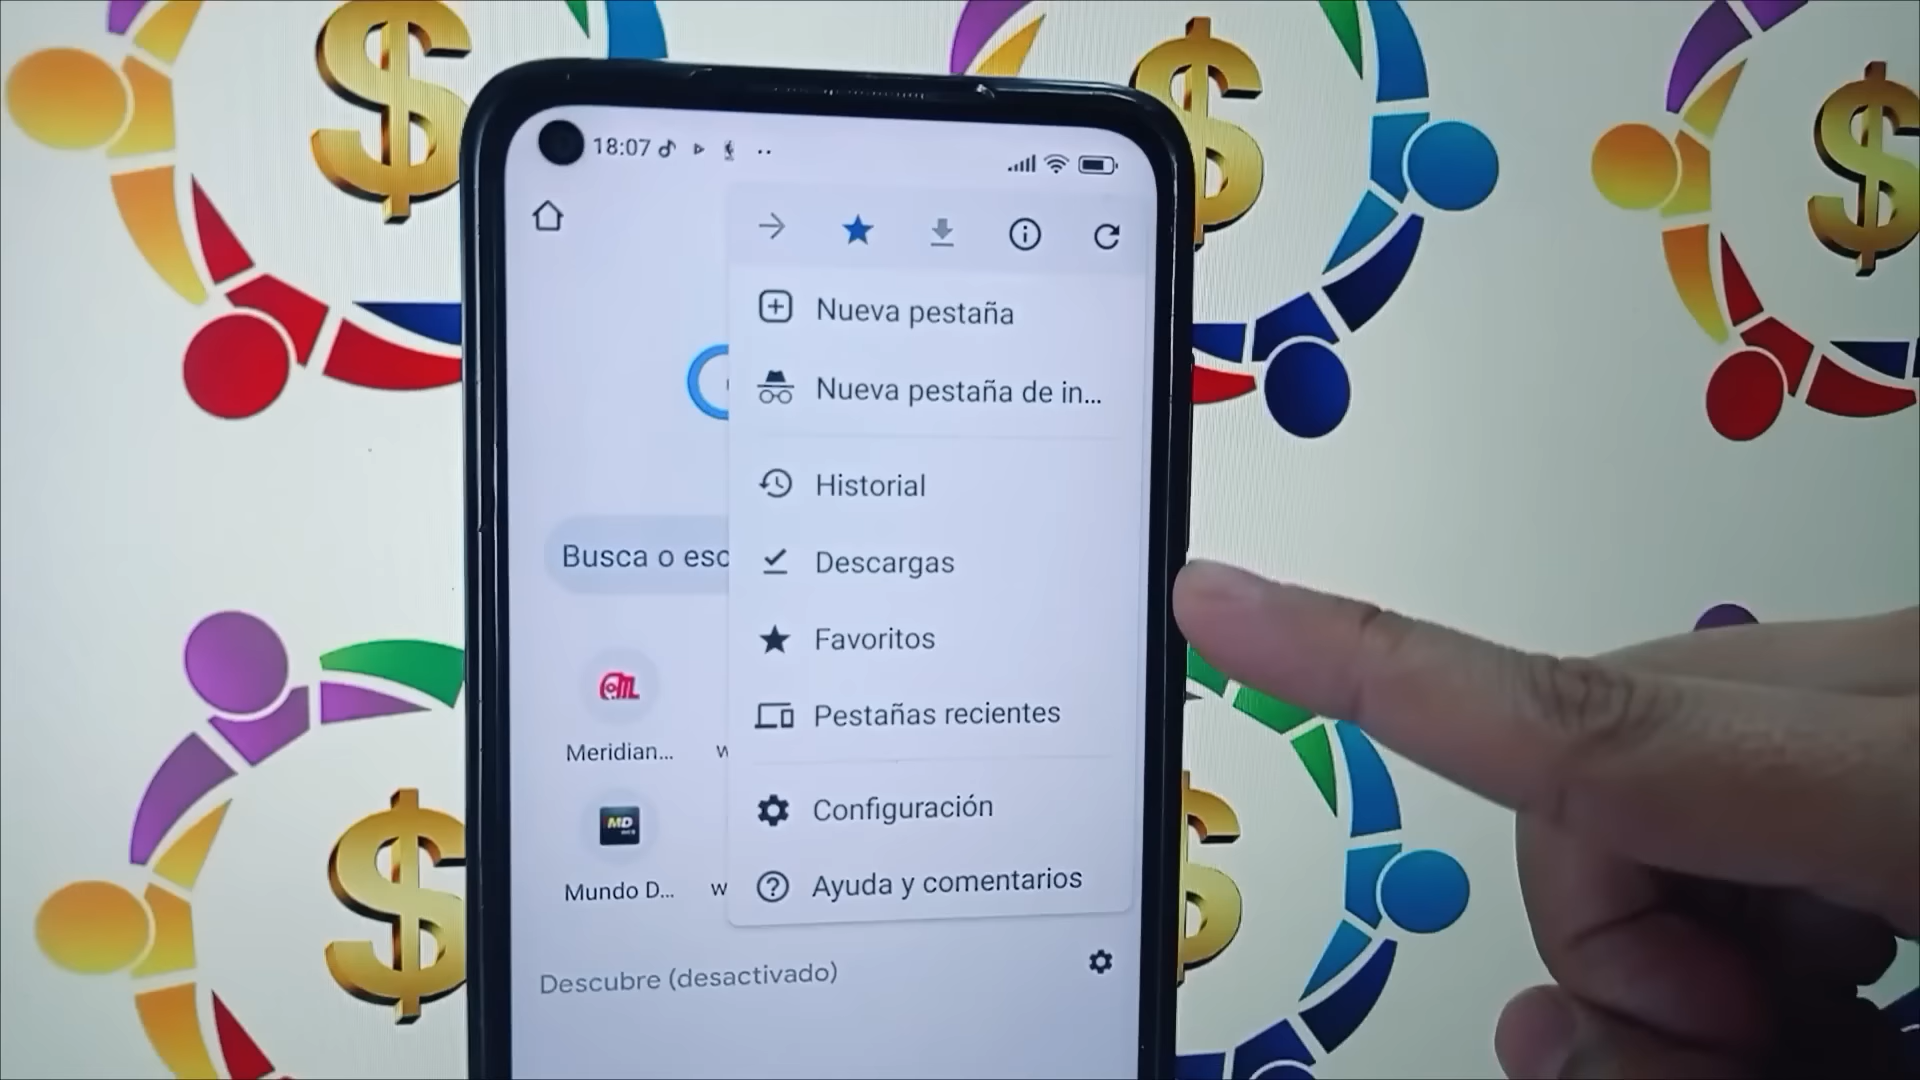 18:07
Nueva pestaña
Nueva pestaña de in...
Historial
Busca o esc
Descargas
Favoritos
Meridian...
w
Pestañas recientes
MD
Configuración
Mundo D...
w
Ayuda y comentarios
Descubre (desactivado)